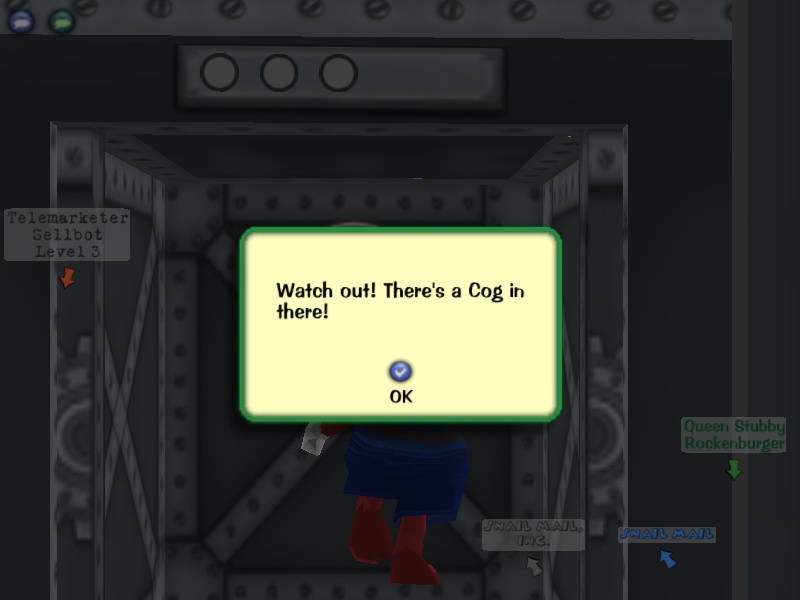 Telemarketer
Sellbot
Level 3
Watch out! There's a Cog in
there!
OK
Queen Stubby
Rockenburger
SNAIL MAIL,
INC.
SNAIL MAIL